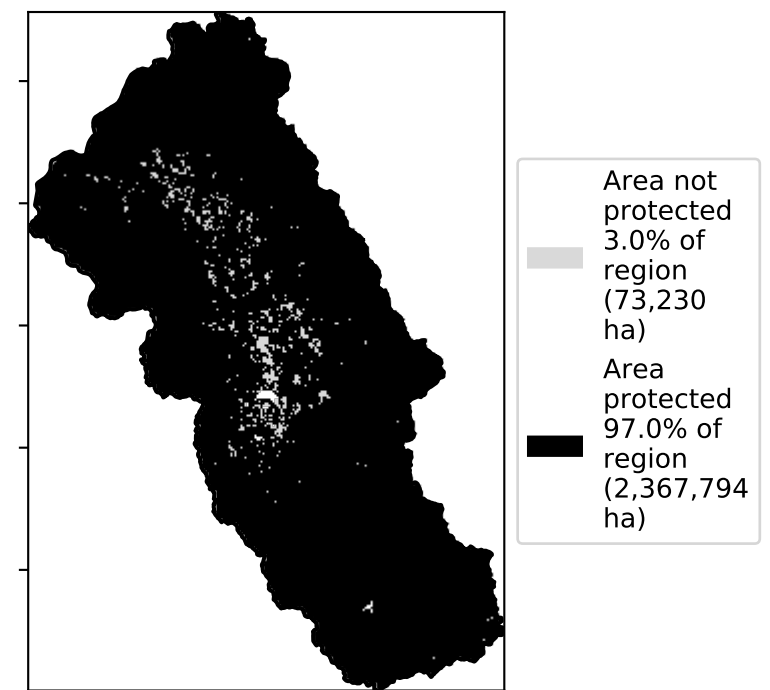 Area not
protected
3.0% of
region
(73,230
ha)
Area
protected
97.0% of
region
(2,367,794
ha)